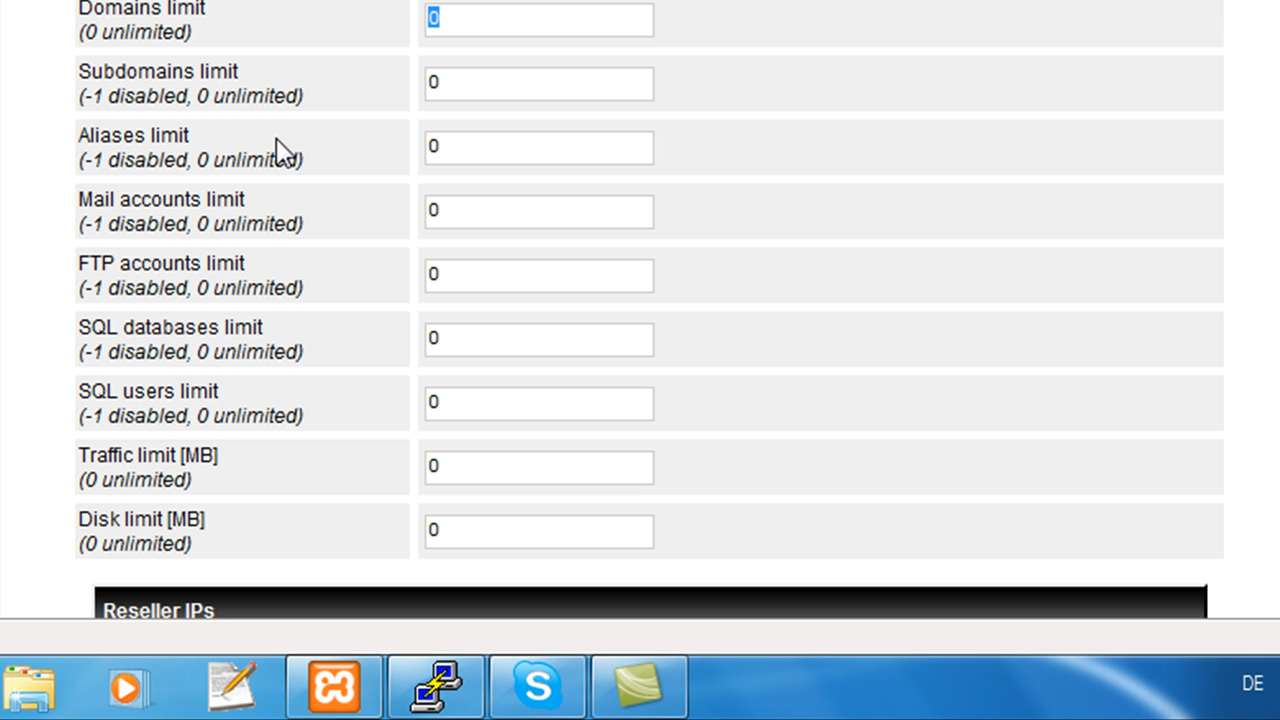 Domains limit
(0 unlimited)
0
Subdomains limit
(-1 disabled, 0 unlimited)
0
Aliases limit
(-1 disabled, 0 unlimited)
0
Mail accounts limit
(-1 disabled, 0 unlimited)
0
FTP accounts limit
(-1 disabled, 0 unlimited)
0
SQL databases limit
(-1 disabled, 0 unlimited)
0
SQL users limit
(-1 disabled, 0 unlimited)
0
Traffic limit [MB]
(0 unlimited)
0
Disk limit [MB]
(0 unlimited)
0
Reseller IPs
DE